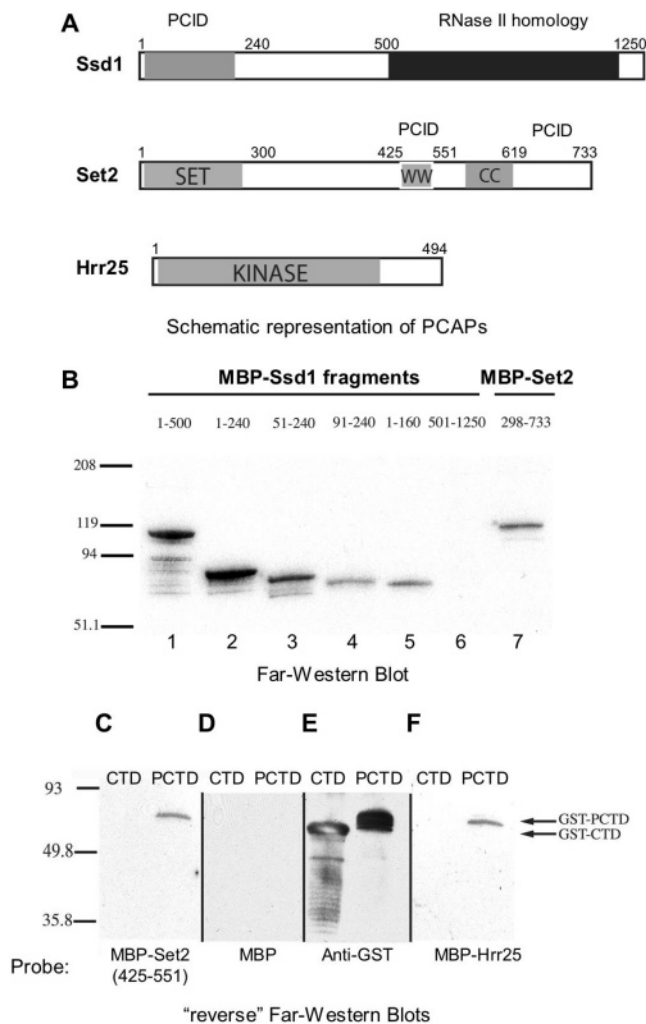 A
PCID
RNase II homology
1 240 500 1250
Ssd1
PCID PCID
1 300 425 551 619 733
Set2 SET WW CC
1 494
Hrr25 KINASE
Schematic representation of PCAPs
B
MBP-Ssd1 fragments MBP-Set2
1-500 1-240 51-240 91-240 1-160 501-1250 298-733
208
119
94
51.1
1 2 3 4 5 6 7
Far-Western Blot
C D E F
CTD PCTD CTD PCTD CTD PCTD CTD PCTD
93
GST-PCTD
GST-CTD
49.8
35.8
Probe: MBP-Set2 (425-551) MBP Anti-GST MBP-Hrr25
"reverse" Far-Western Blots